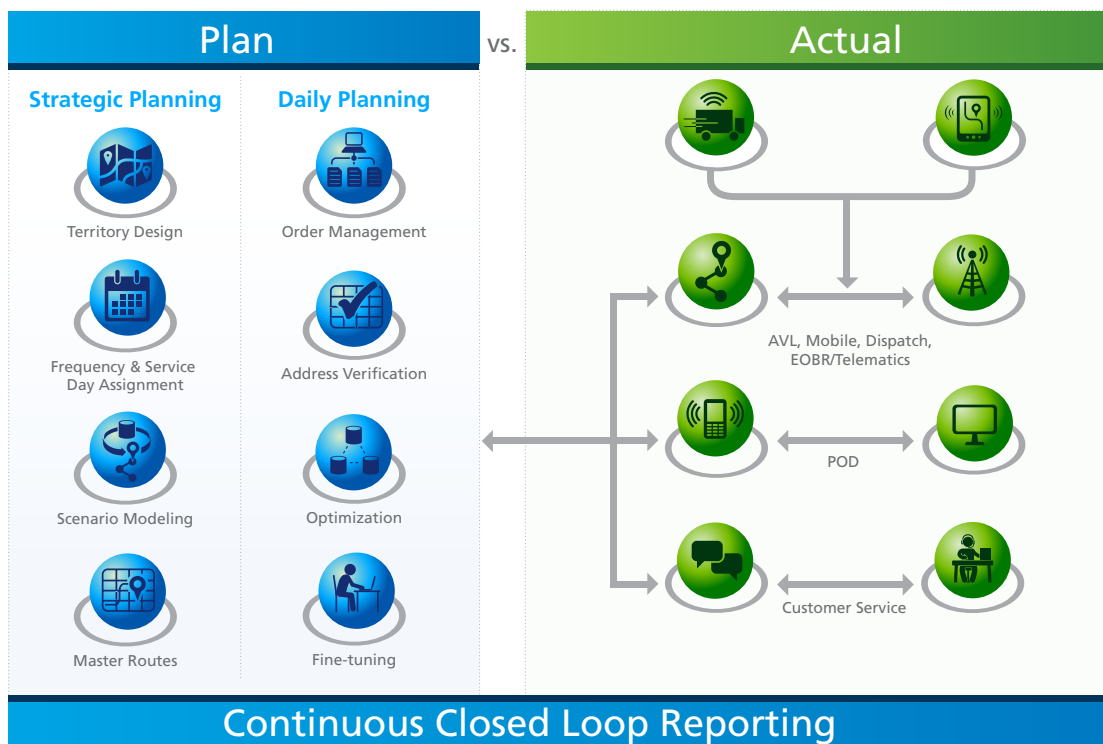 Plan
vs.
Actual
Strategic Planning
Daily Planning
Territory Design
Order Management
Frequency & Service
Day Assignment
Address Verification
Scenario Modeling
Optimization
Master Routes
Fine-tuning
AVL, Mobile, Dispatch,
EOBR/Telematics
POD
Customer Service
Continuous Closed Loop Reporting